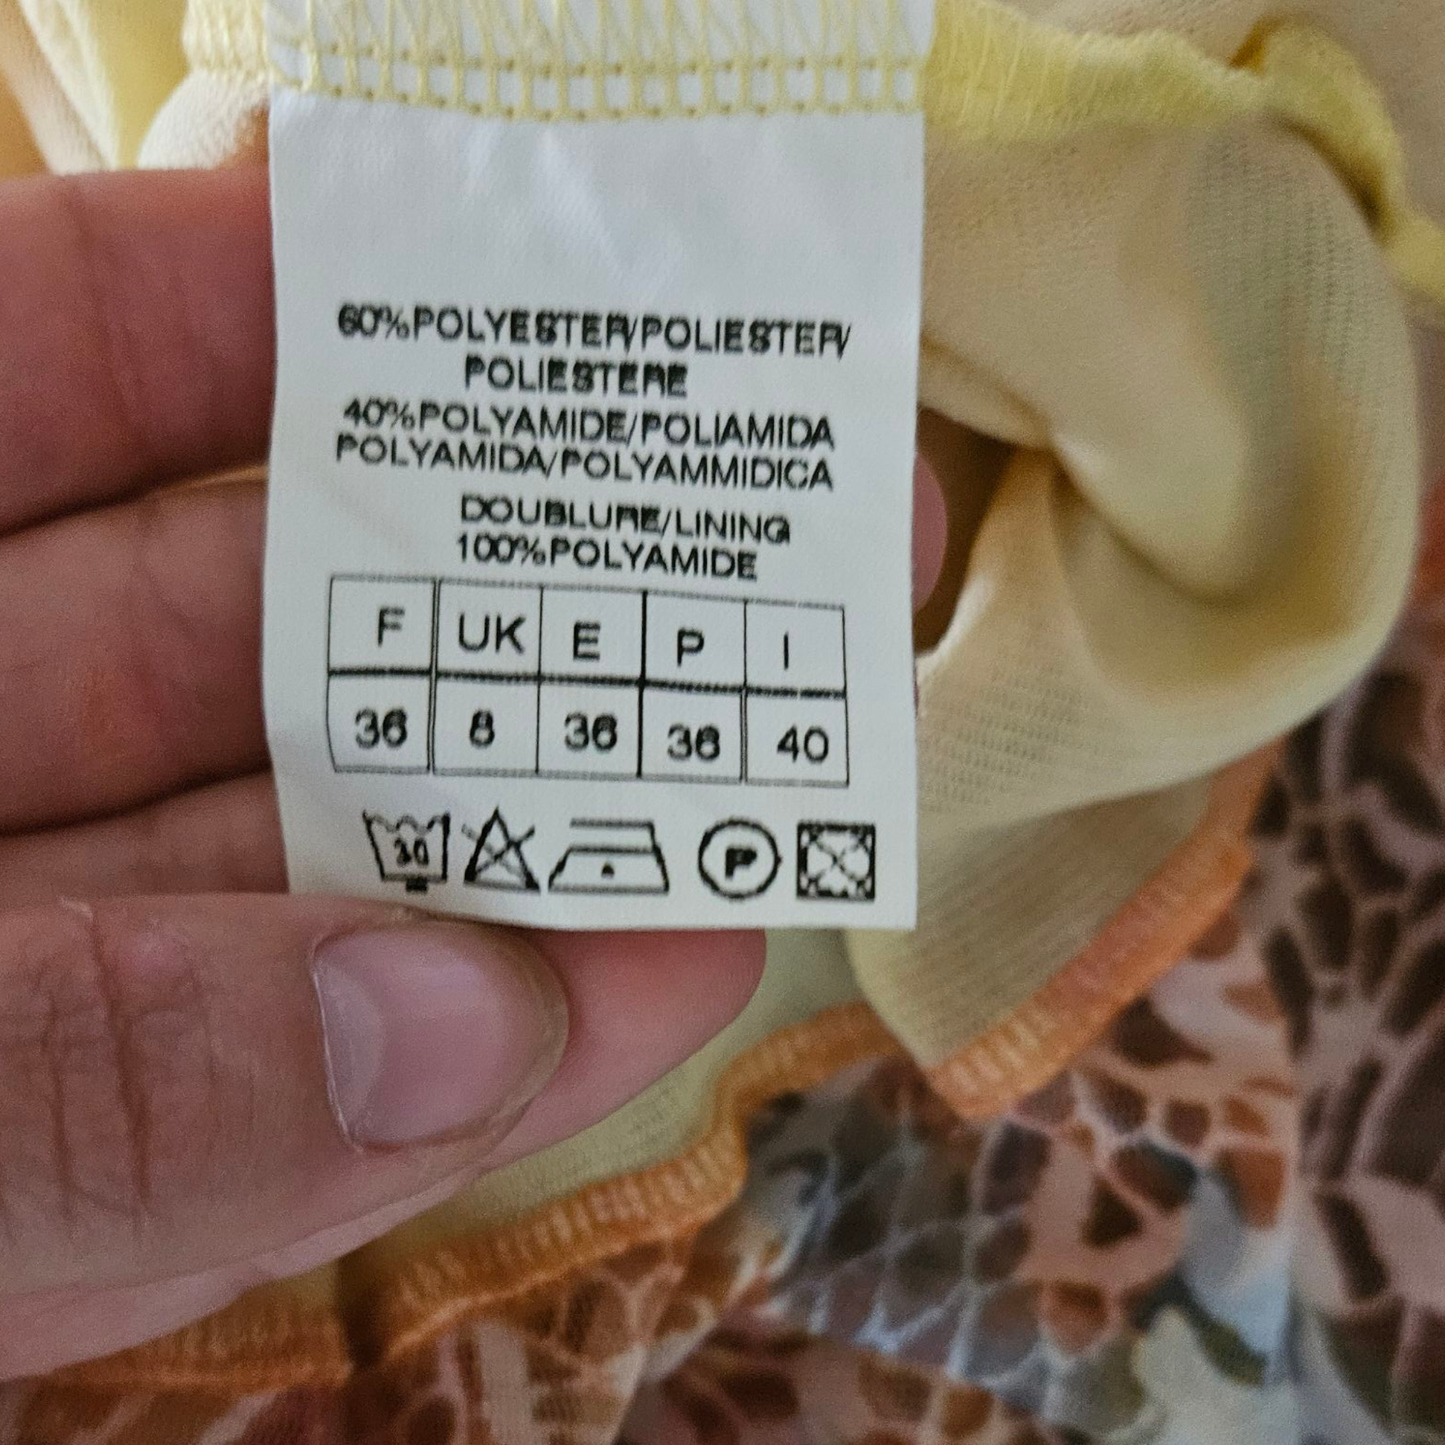 60%POLYESTER/POLIESTER/
POLIESTERE
40%POLYAMIDE/POLIAMIDA
POLYAMIDA/POLYAMMIDICA
DOUBLURE/LINING
100%POLYAMIDE
F UK E P I
36 8 36 36 40
30 P